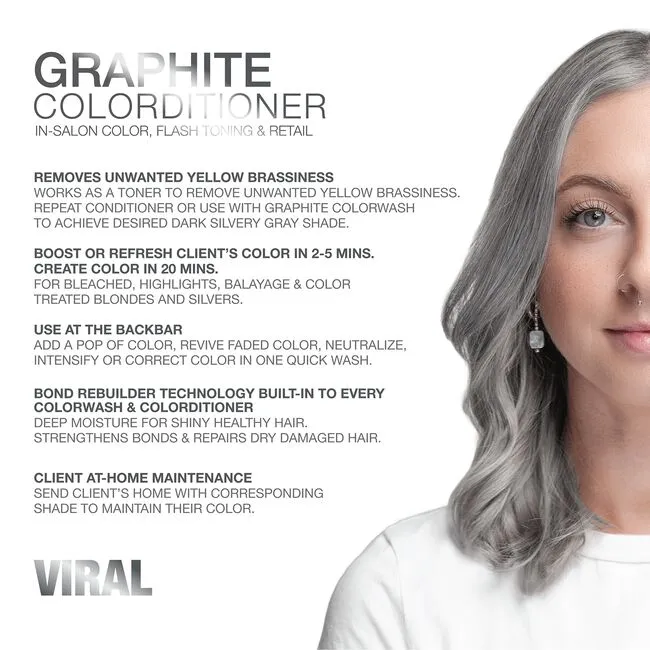 GRAPHITE
COLORDITIONER
IN-SALON COLOR, FLASH TONING & RETAIL
REMOVES UNWANTED YELLOW BRASSINESS
WORKS AS A TONER TO REMOVE UNWANTED YELLOW BRASSINESS.
REPEAT CONDITIONER OR USE WITH GRAPHITE COLORWASH
TO ACHIEVE DESIRED DARK SILVERY GRAY SHADE.
BOOST OR REFRESH CLIENT'S COLOR IN 2-5 MINS.
CREATE COLOR IN 20 MINS.
FOR BLEACHED, HIGHLIGHTS, BALAYAGE & COLOR
TREATED BLONDES AND SILVERS.
USE AT THE BACKBAR
ADD A POP OF COLOR, REVIVE FADED COLOR, NEUTRALIZE,
INTENSIFY OR CORRECT COLOR IN ONE QUICK WASH.
BOND REBUILDER TECHNOLOGY BUILT-IN TO EVERY
COLORWASH & COLORDITIONER
DEEP MOISTURE FOR SHINY HEALTHY HAIR.
STRENGTHENS BONDS & REPAIRS DRY DAMAGED HAIR.
CLIENT AT-HOME MAINTENANCE
SEND CLIENT'S HOME WITH CORRESPONDING
SHADE TO MAINTAIN THEIR COLOR.
VIRAL